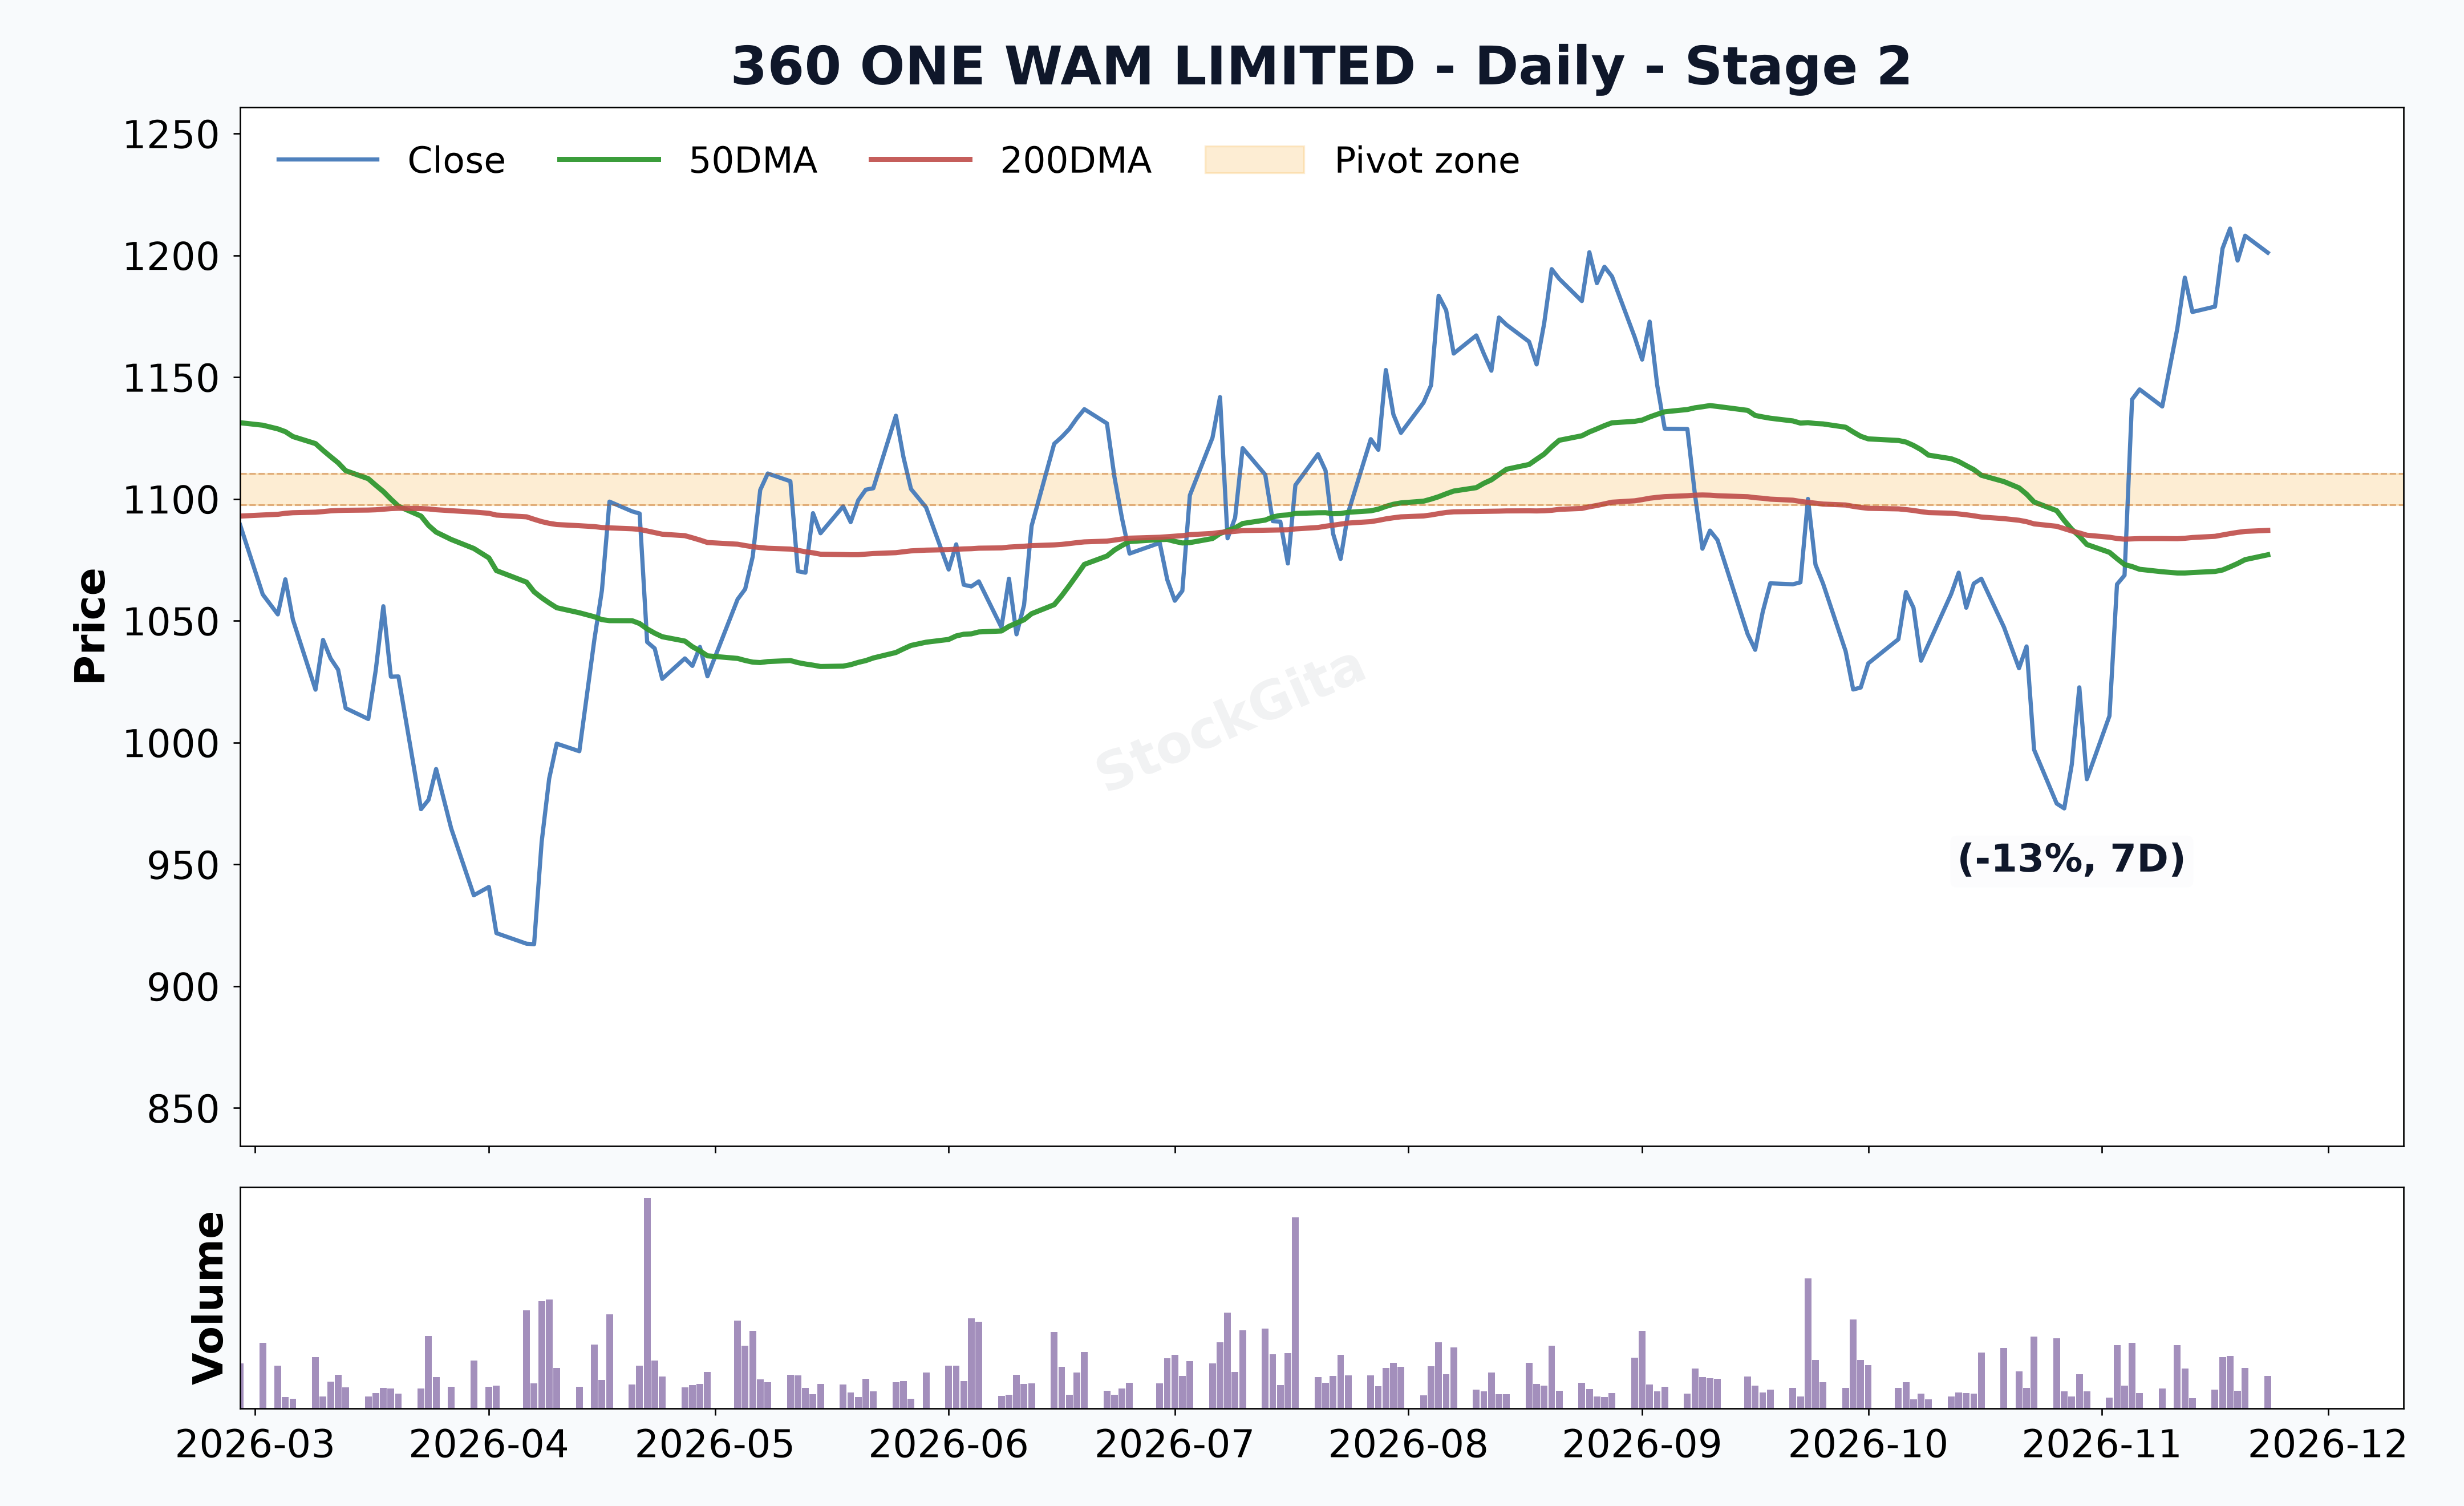 360 ONE WAM LIMITED - Daily - Stage 2
Close 50DMA 200DMA Pivot zone
Price
1250
1200
1150
1100
1050
1000
950
900
850
StockGita
(-13%, 7D)
Volume
2026-03 2026-04 2026-05 2026-06 2026-07 2026-08 2026-09 2026-10 2026-11 2026-12